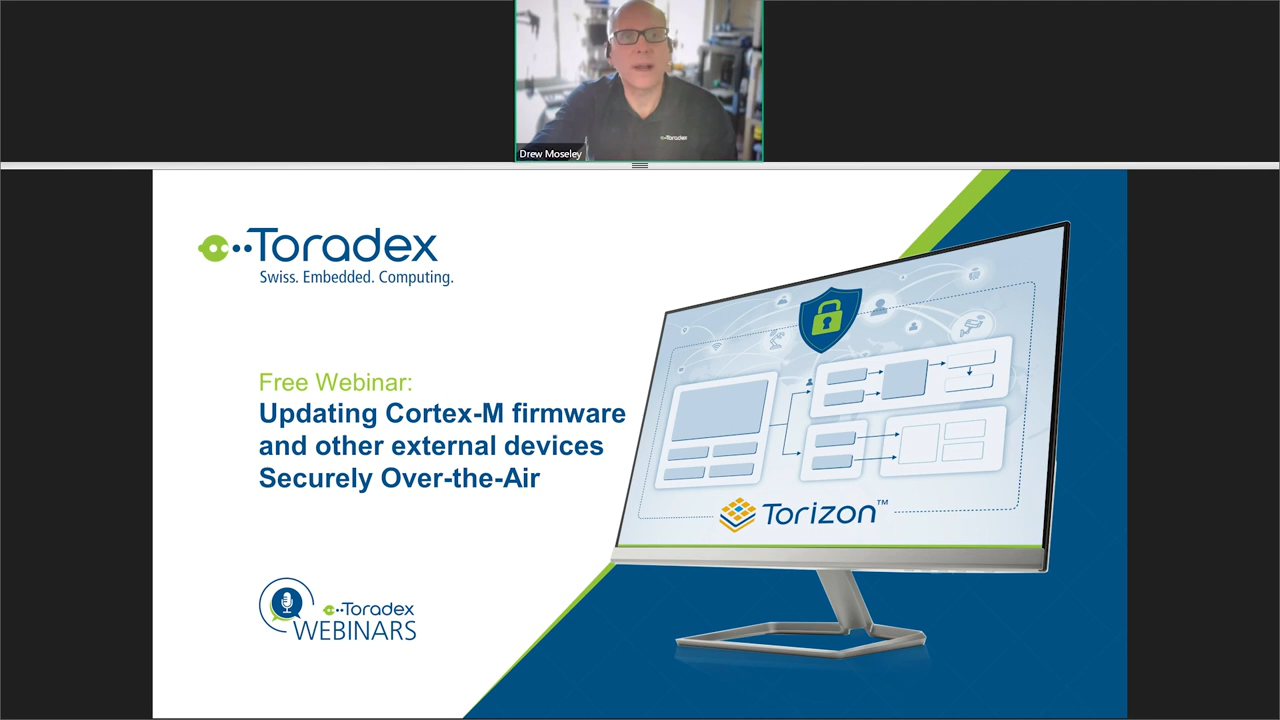 Toradex
Drew Moseley
Toradex
Swiss. Embedded. Computing.
Free Webinar:
Updating Cortex-M firmware
and other external devices
Securely Over-the-Air
Torizon™
Toradex
WEBINARS